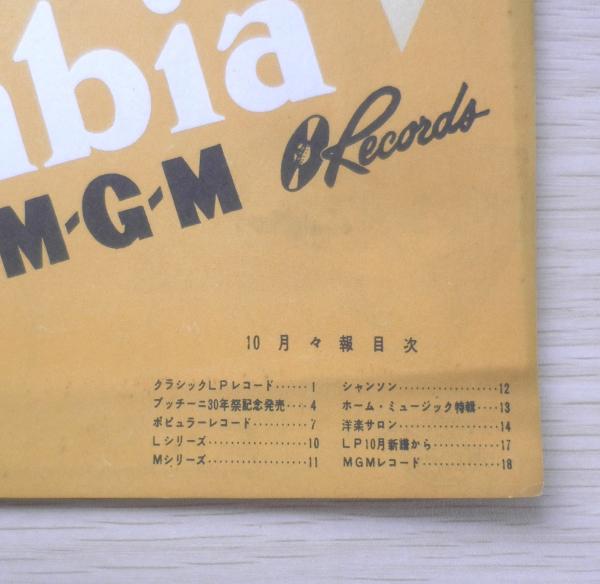 mbia
M-G-M Records
10月々報目次
クラシックLPレコード······1
プッチーニ30年祭記念発売····4
ポピュラーレコード··········7
Lシリーズ··················10
Mシリーズ··················11
シャンソン··················12
ホーム・ミュージック特輯····13
洋楽サロン··················14
LP10月新譜から············17
MGMレコード··············18